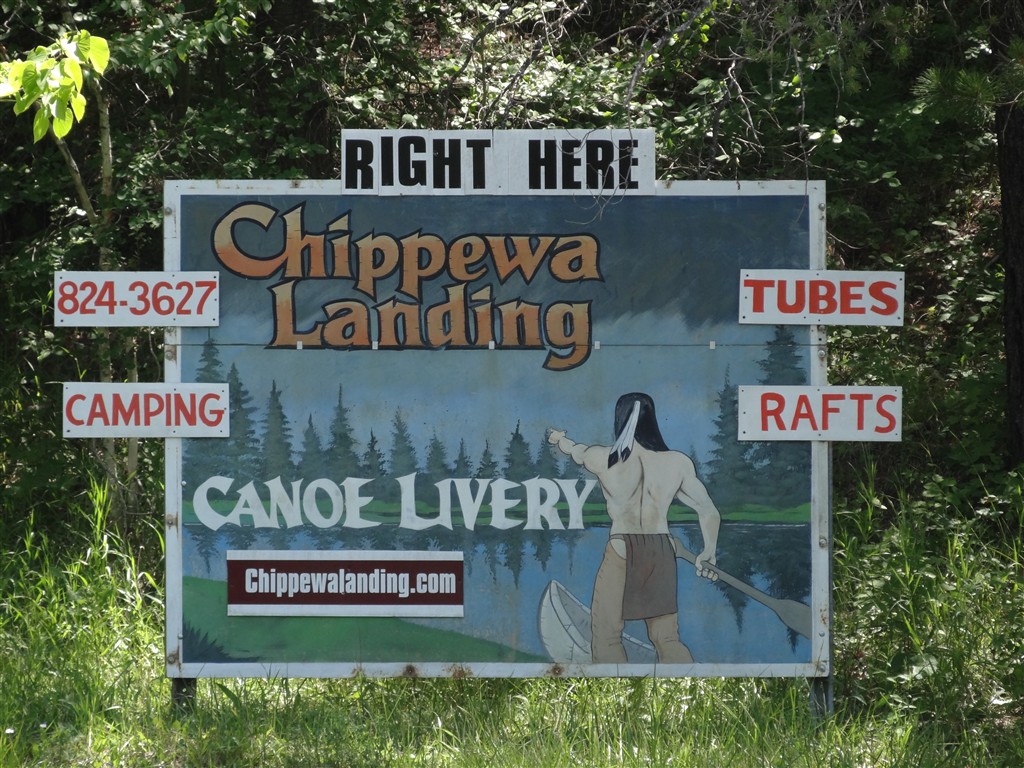 RIGHT HERE
Chippewa
Landing
824-3627
TUBES
CAMPING
RAFTS
CANOE LIVERY
Chippewalanding.com